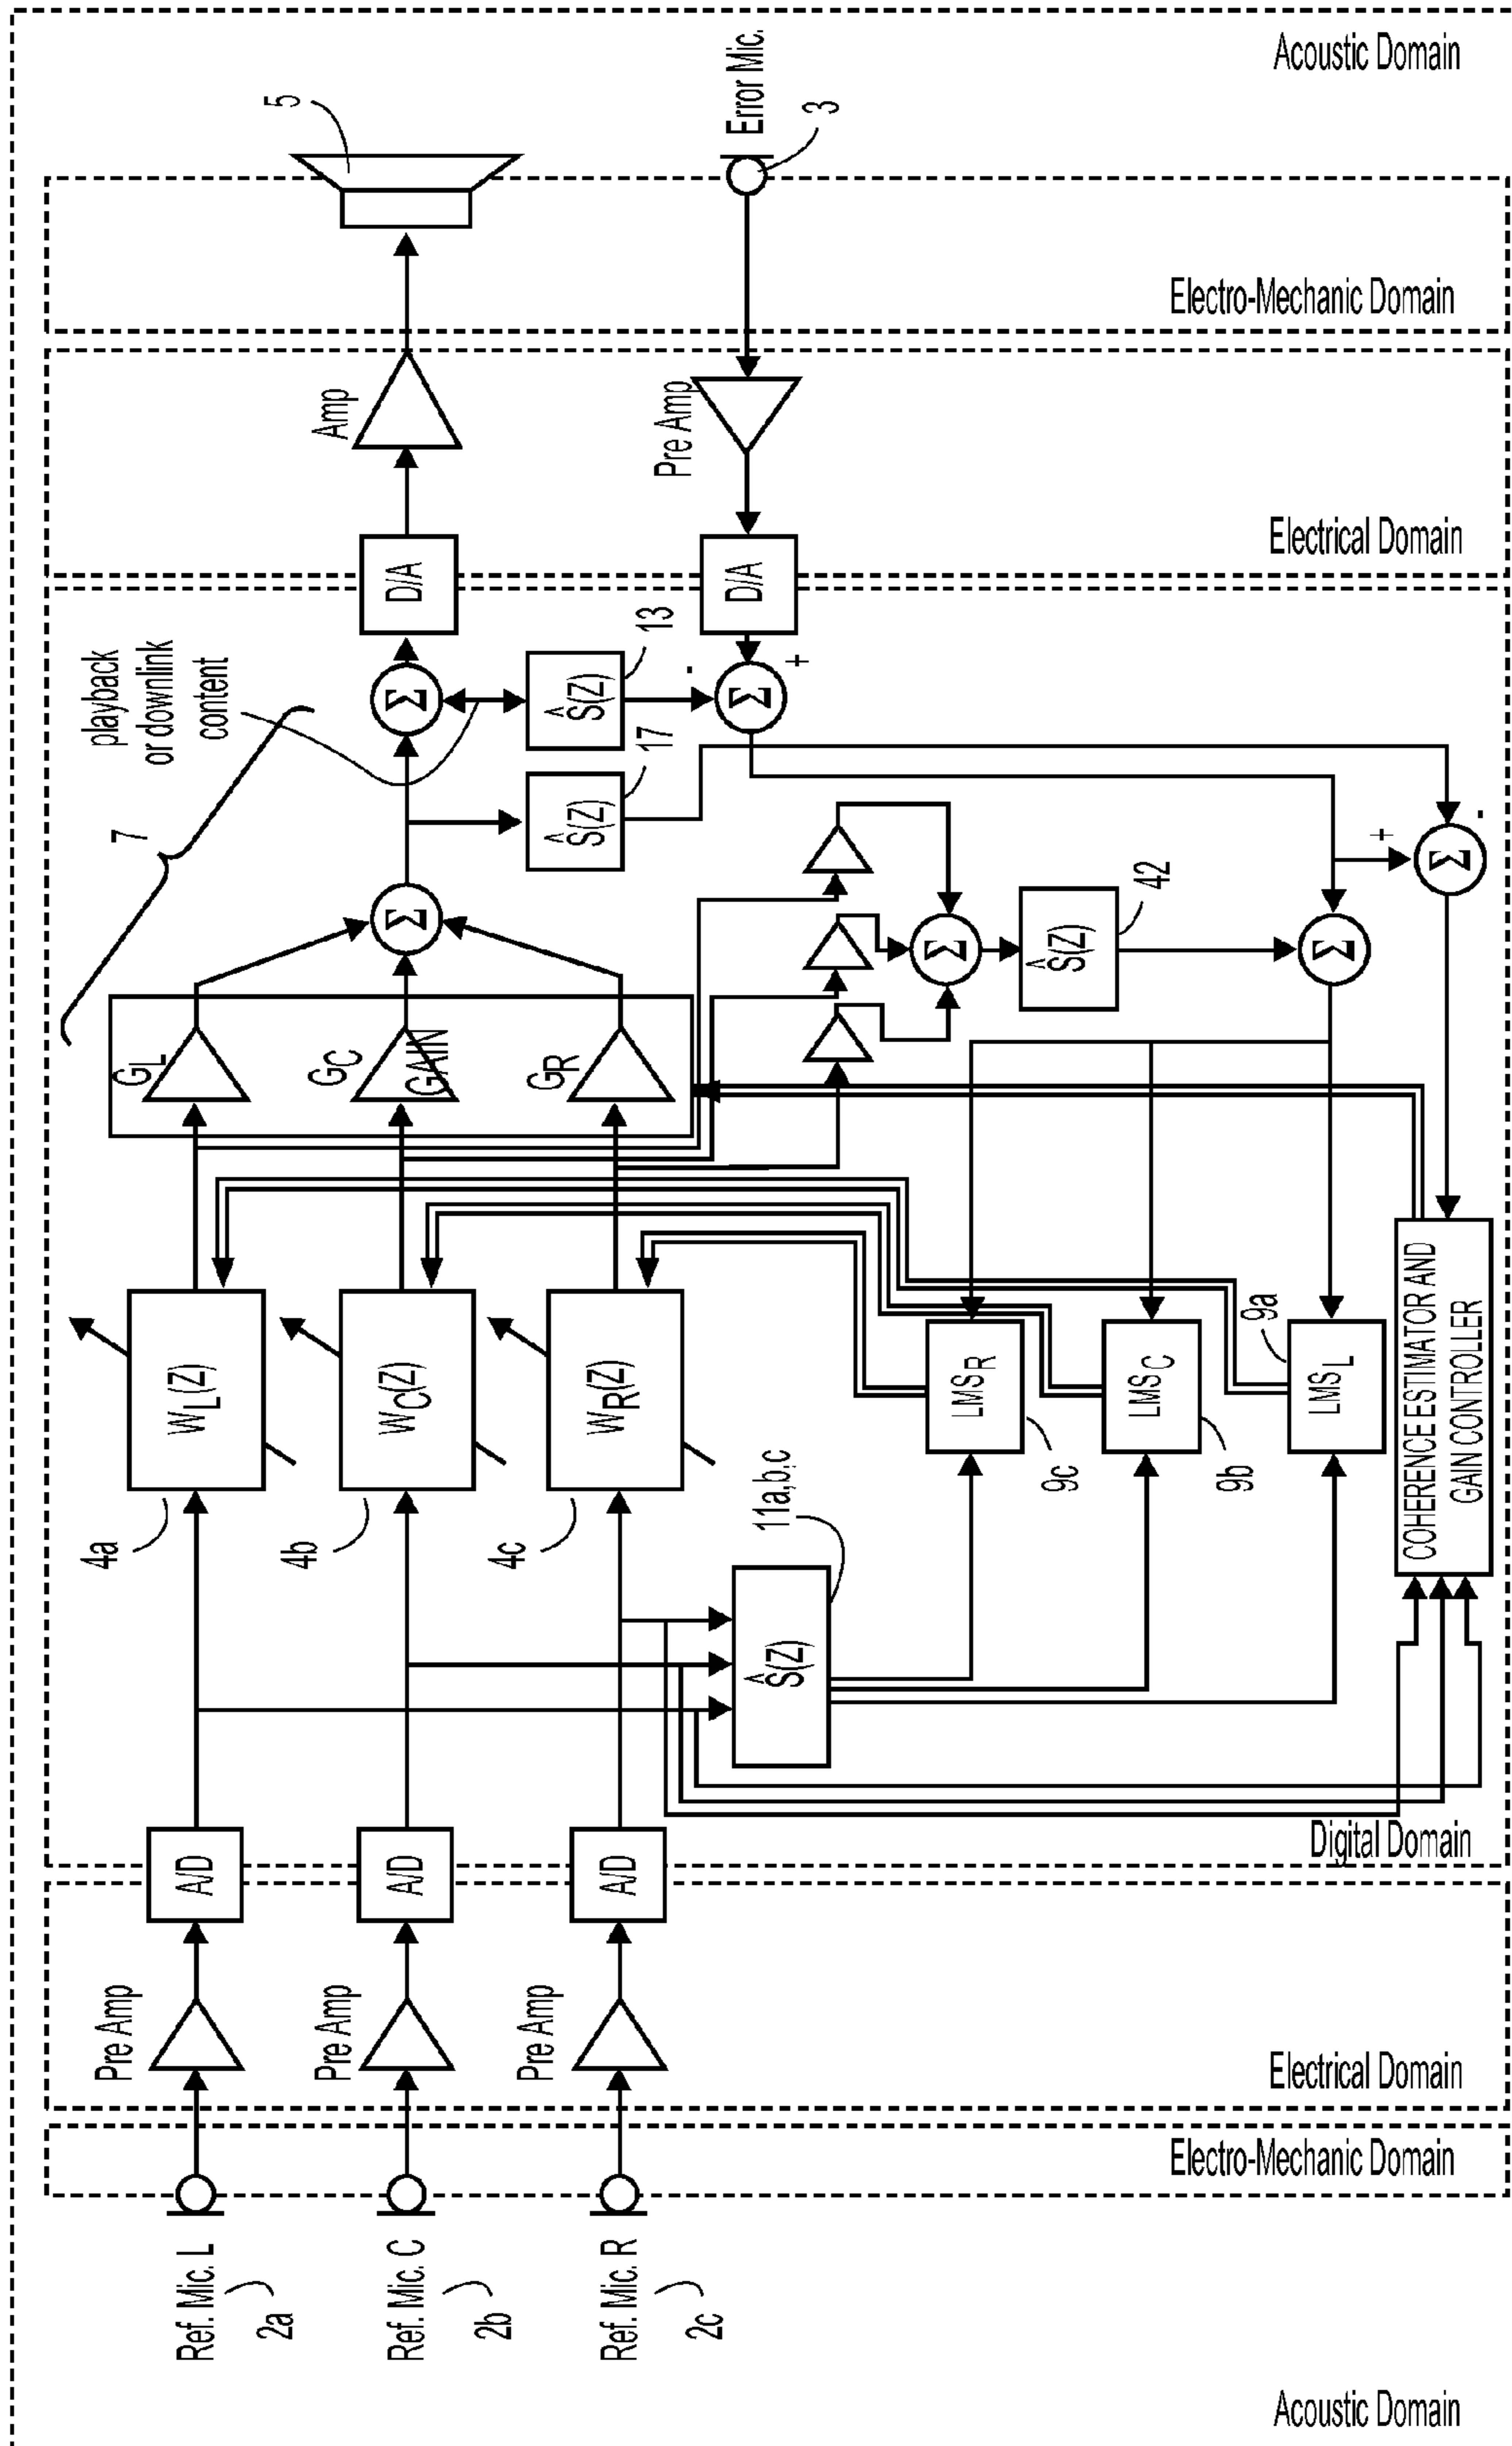 Acoustic Domain
Electro-Mechanic Domain
Electrical Domain
Digital Domain
Electrical Domain
Electro-Mechanic Domain
Acoustic Domain
Ref. Mic. L
2a
Ref. Mic. C
2b
Ref. Mic. R
2c
Pre Amp
Pre Amp
Pre Amp
A/D
A/D
A/D
4a
4b
4c
WL(Z)
WC(Z)
WR(Z)
GL
GC
GAIN
GR
7
Σ
playback
or downlink
content
Σ
D/A
Amp
5
Ŝ(Z)
17
Ŝ(Z)
13
-
Σ
+
D/A
Pre Amp
Error Mic.
3
Ŝ(Z)
11a,b,c
Σ
Ŝ(Z)
42
Σ
+
-
Σ
LMSR
9c
LMSC
9b
LMSL
9a
COHERENCE ESTIMATOR AND
GAIN CONTROLLER